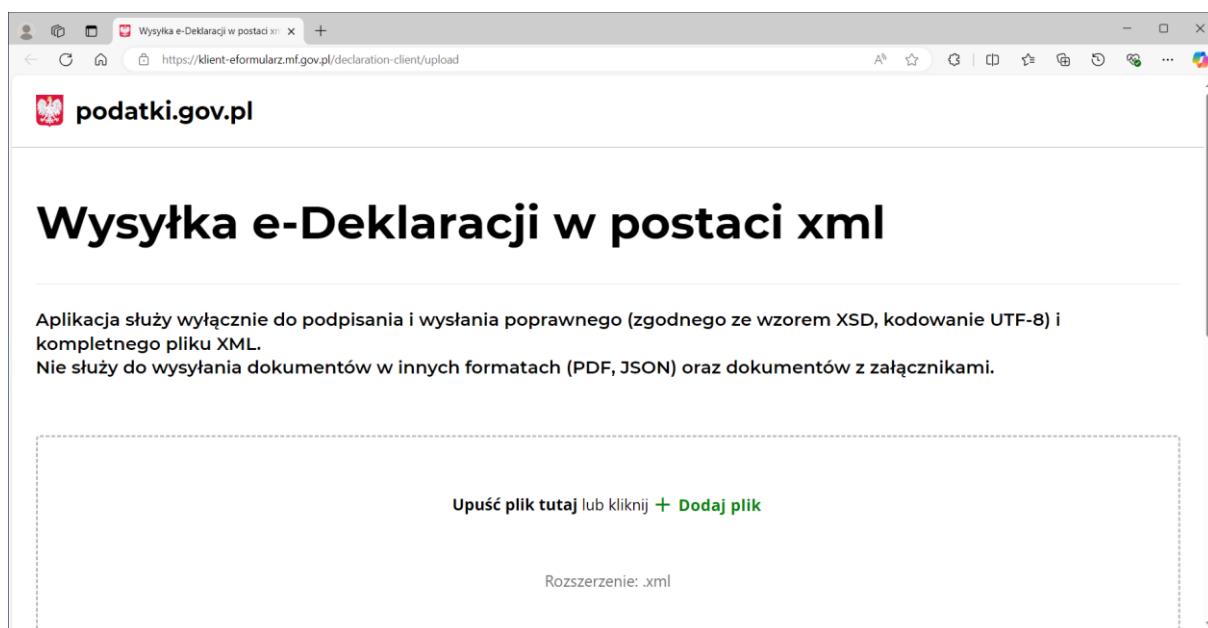 Wysyłka e-Deklaracji w postaci xm
https://klient-eformularz.mf.gov.pl/declaration-client/upload
podatki.gov.pl
Wysyłka e-Deklaracji w postaci xml
Aplikacja służy wyłącznie do podpisania i wysłania poprawnego (zgodnego ze wzorem XSD, kodowanie UTF-8) i
kompletnego pliku XML.
Nie służy do wysyłania dokumentów w innych formatach (PDF, JSON) oraz dokumentów z załącznikami.
Upuść plik tutaj lub kliknij + Dodaj plik
Rozszerzenie: .xml